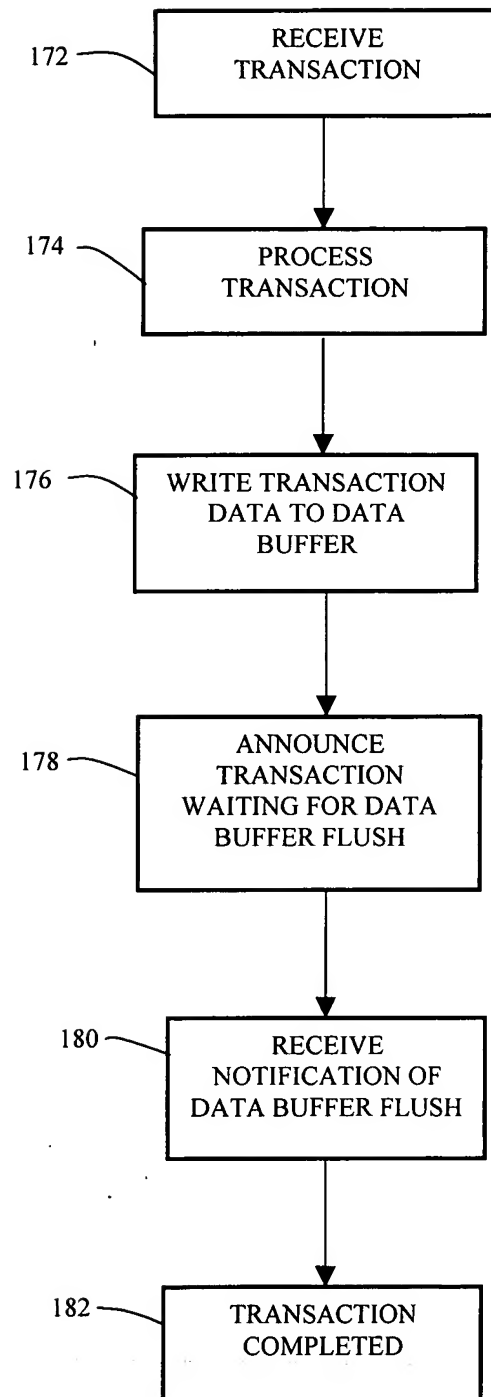 172
RECEIVE
TRANSACTION
174
PROCESS
TRANSACTION
176
WRITE TRANSACTION
DATA TO DATA
BUFFER
178
ANNOUNCE
TRANSACTION
WAITING FOR DATA
BUFFER FLUSH
180
RECEIVE
NOTIFICATION OF
DATA BUFFER FLUSH
182
TRANSACTION
COMPLETED